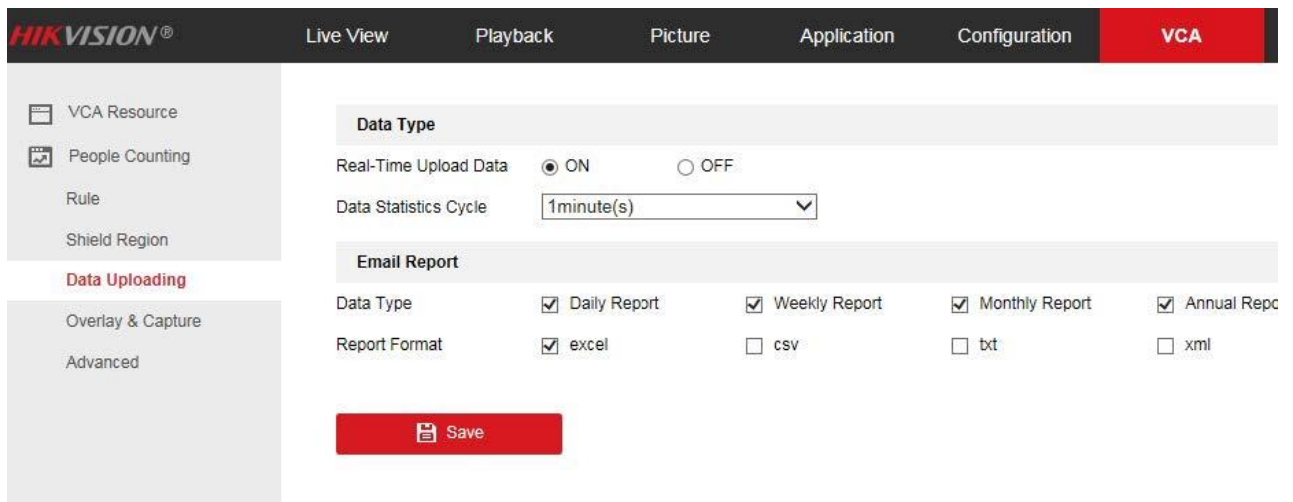 HIKVISION® Live View Playback Picture Application Configuration VCA
VCA Resource
People Counting
Rule
Shield Region
Data Uploading
Overlay & Capture
Advanced
Data Type
Real-Time Upload Data ON OFF
Data Statistics Cycle 1minute(s)
Email Report
Data Type Daily Report Weekly Report Monthly Report Annual Repo
Report Format excel csv txt xml
Save